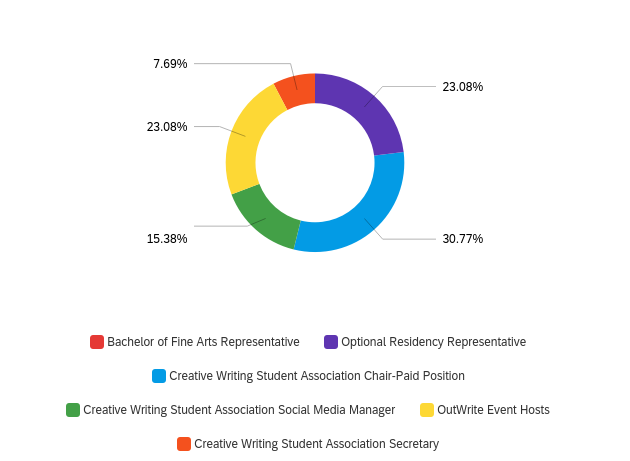 7.69%
23.08%
23.08%
15.38%
30.77%
Bachelor of Fine Arts Representative
Optional Residency Representative
Creative Writing Student Association Chair-Paid Position
Creative Writing Student Association Social Media Manager
OutWrite Event Hosts
Creative Writing Student Association Secretary